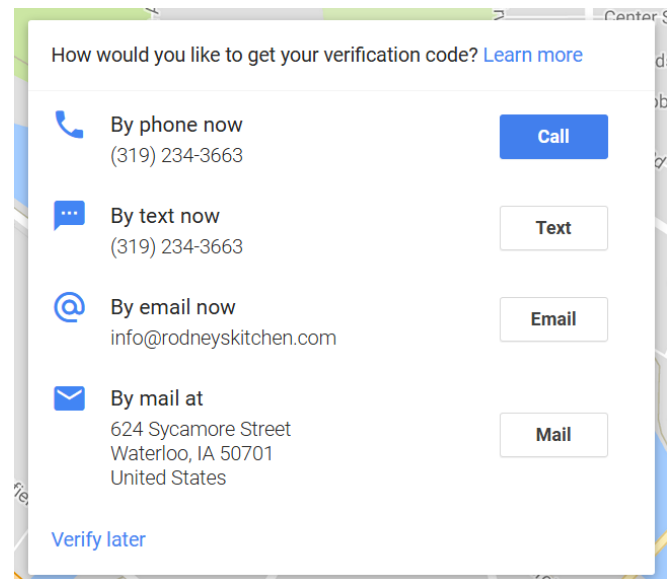 Center S
How would you like to get your verification code? Learn more
By phone now
(319) 234-3663
Call
By text now
(319) 234-3663
Text
By email now
info@rodneyskitchen.com
Email
By mail at
624 Sycamore Street
Waterloo, IA 50701
United States
Mail
Verify later